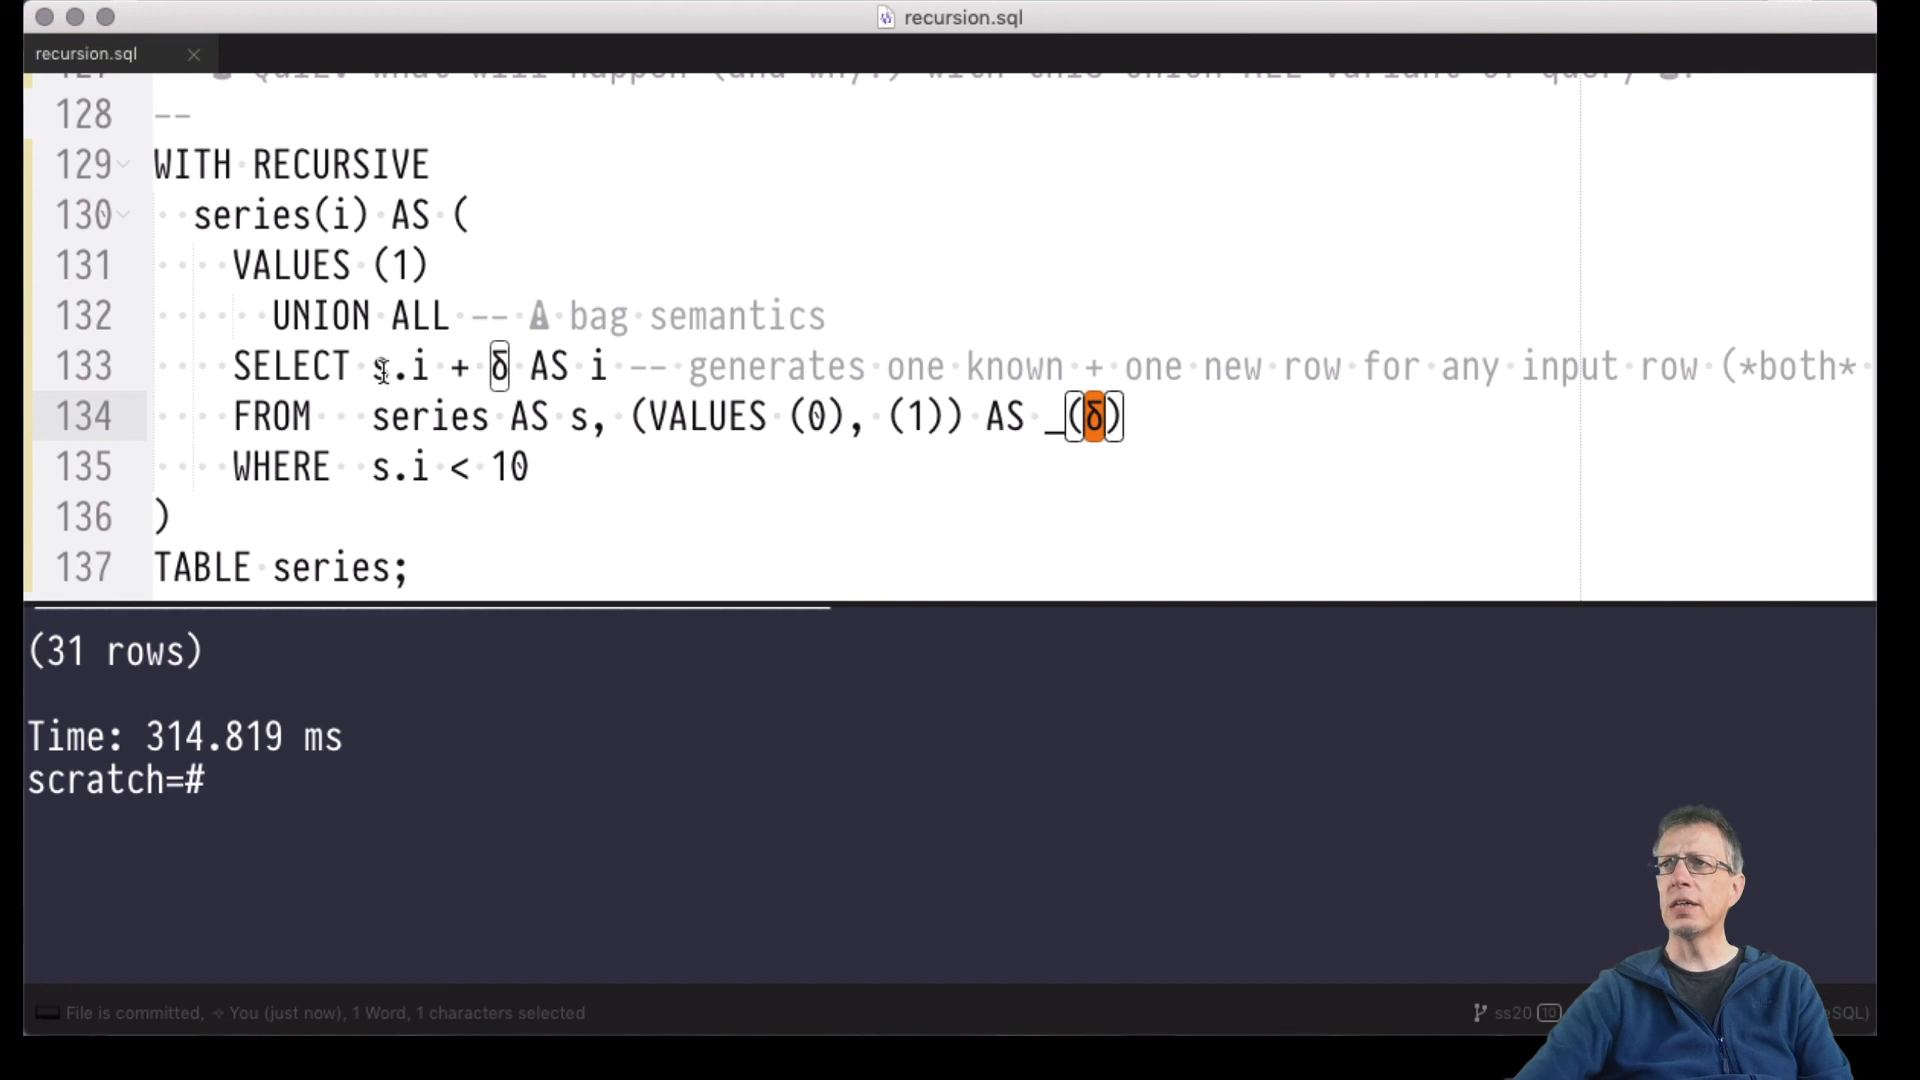 recursion.sql
recursion.sql
128 --
129 WITH RECURSIVE
130 series(i) AS (
131 VALUES (1)
132 UNION ALL -- ⚠ bag semantics
133 SELECT s.i + δ AS i -- generates one known + one new row for any input row (*both*
134 FROM series AS s, (VALUES (0), (1)) AS _(δ)
135 WHERE s.i < 10
136 )
137 TABLE series;
(31 rows)
Time: 314.819 ms
scratch=#
File is committed, You (just now), 1 Word, 1 characters selected
ss20 10
SQL)